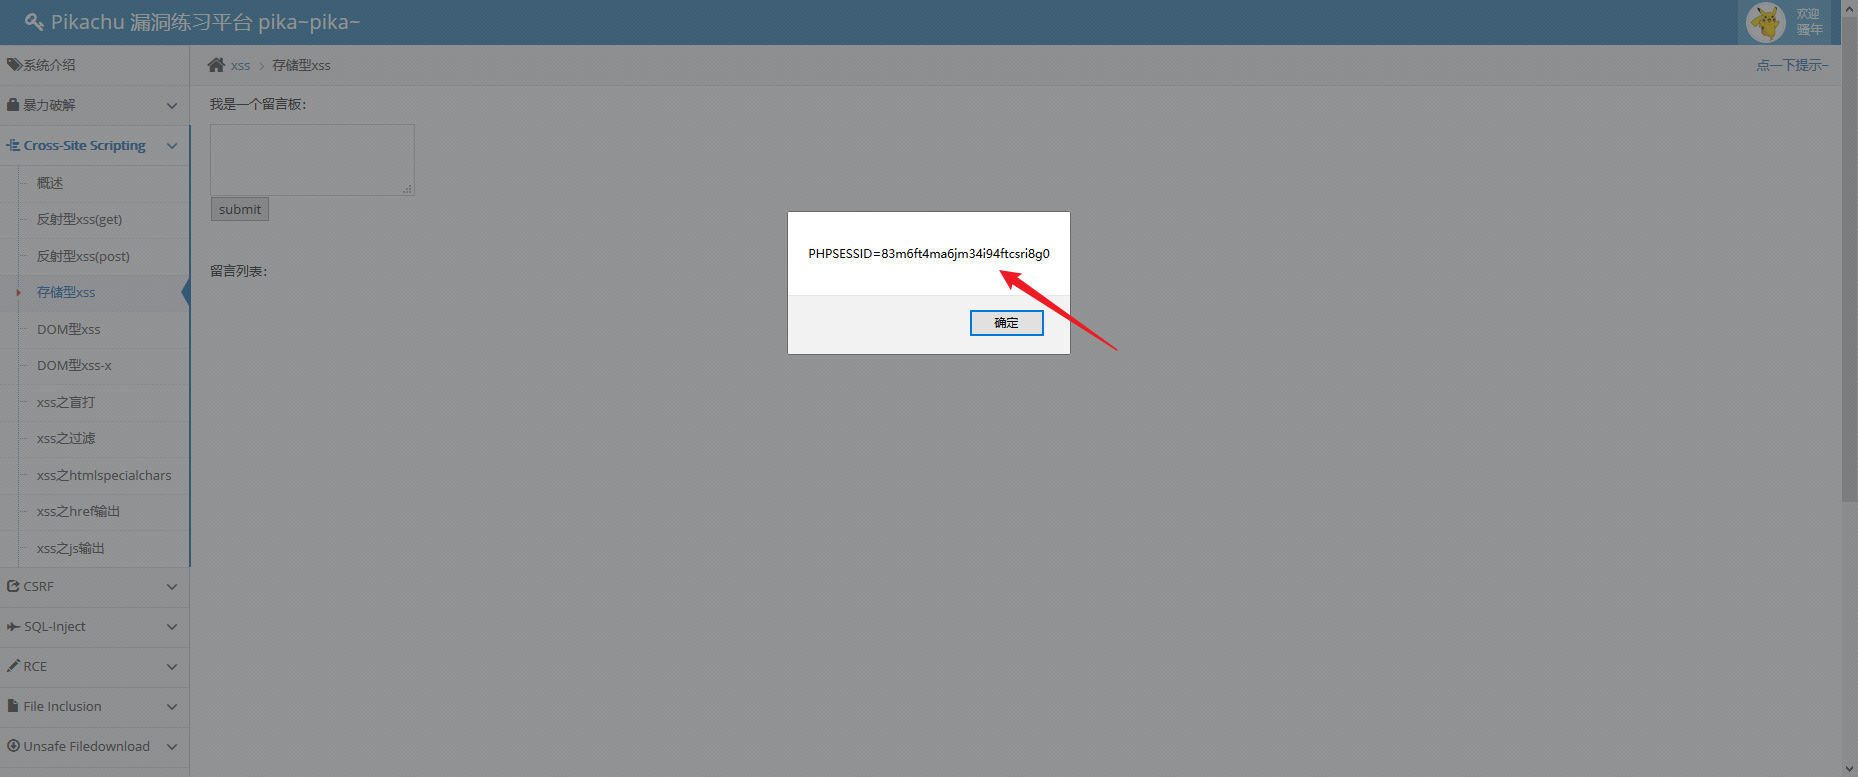 Pikachu 漏洞练习平台 pika~pika~
欢迎
骚年
系统介绍
xss
存储型xss
点一下提示~
暴力破解
Cross-Site Scripting
概述
反射型xss(get)
反射型xss(post)
存储型xss
DOM型xss
DOM型xss-x
xss之盲打
xss之过滤
xss之htmlspecialchars
xss之href输出
xss之js输出
CSRF
SQL-Inject
RCE
File Inclusion
Unsafe Filedownload
我是一个留言板：
submit
留言列表：
PHPSESSID=83m6ft4ma6jm34i94ftcsri8g0
确定